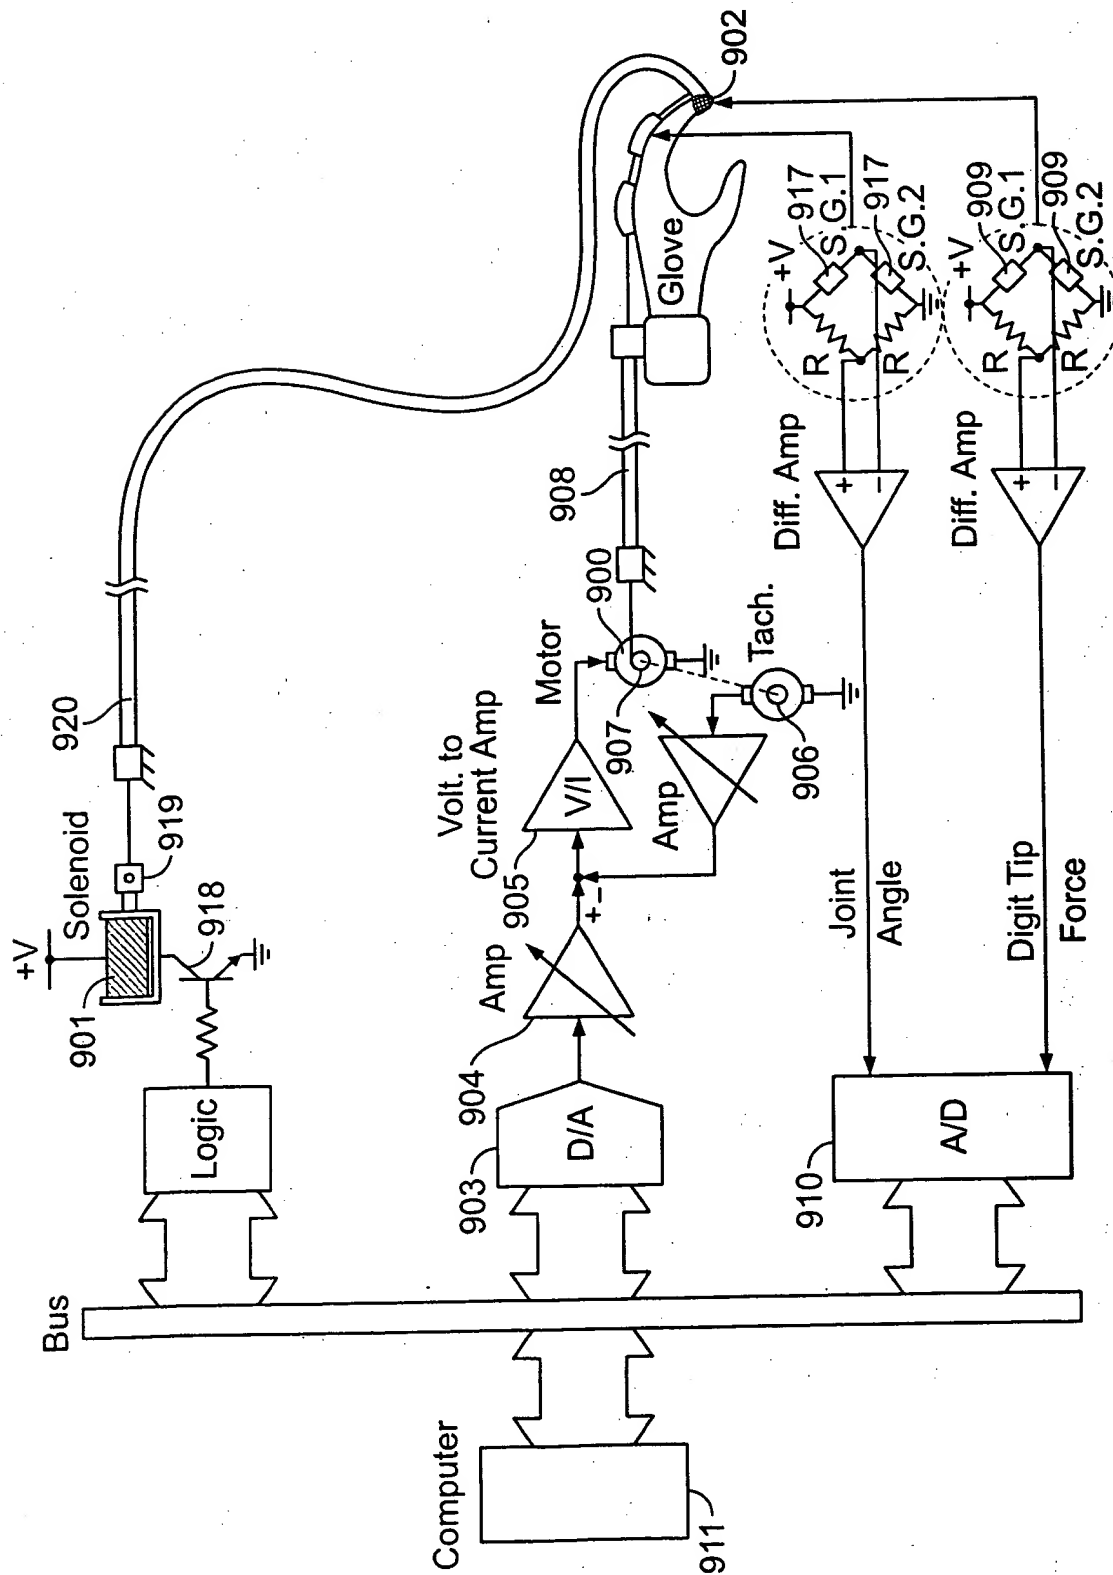 Computer
911
Bus
Logic
+V
901
Solenoid
918
919
920
903
D/A
904
Amp
+
-
905
V/I
Volt. to
Current Amp
Motor
900
907
Amp
906
Tach.
908
Glove
902
910
A/D
Joint
Angle
Digit Tip
Force
Diff. Amp
+
-
R
R
+V
917
S.G.1
917
S.G.2
Diff. Amp
+
-
R
R
+V
909
S.G.1
909
S.G.2